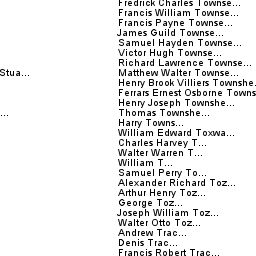 Fredrick Charles Townse...
Francis William Townse...
Francis Payne Townse...
James Guild Townse...
Samuel Hayden Townse...
Victor Hugh Townse...
Richard Lawrence Townse...
Stua... Matthew Walter Townse...
Henry Brook Villiers Townshe.
Ferrars Ernest Osborne Towns
Henry Joseph Townshe...
... Thomas Townshe...
Harry Towns...
William Edward Toxwa...
Charles Harvey T...
Walter Warren T...
William T...
Samuel Perry To...
Alexander Richard Toz...
Arthur Henry Toz...
George Toz...
Joseph William Toz...
Walter Otto Toz...
Andrew Trac...
Denis Trac...
Francis Robert Trac...